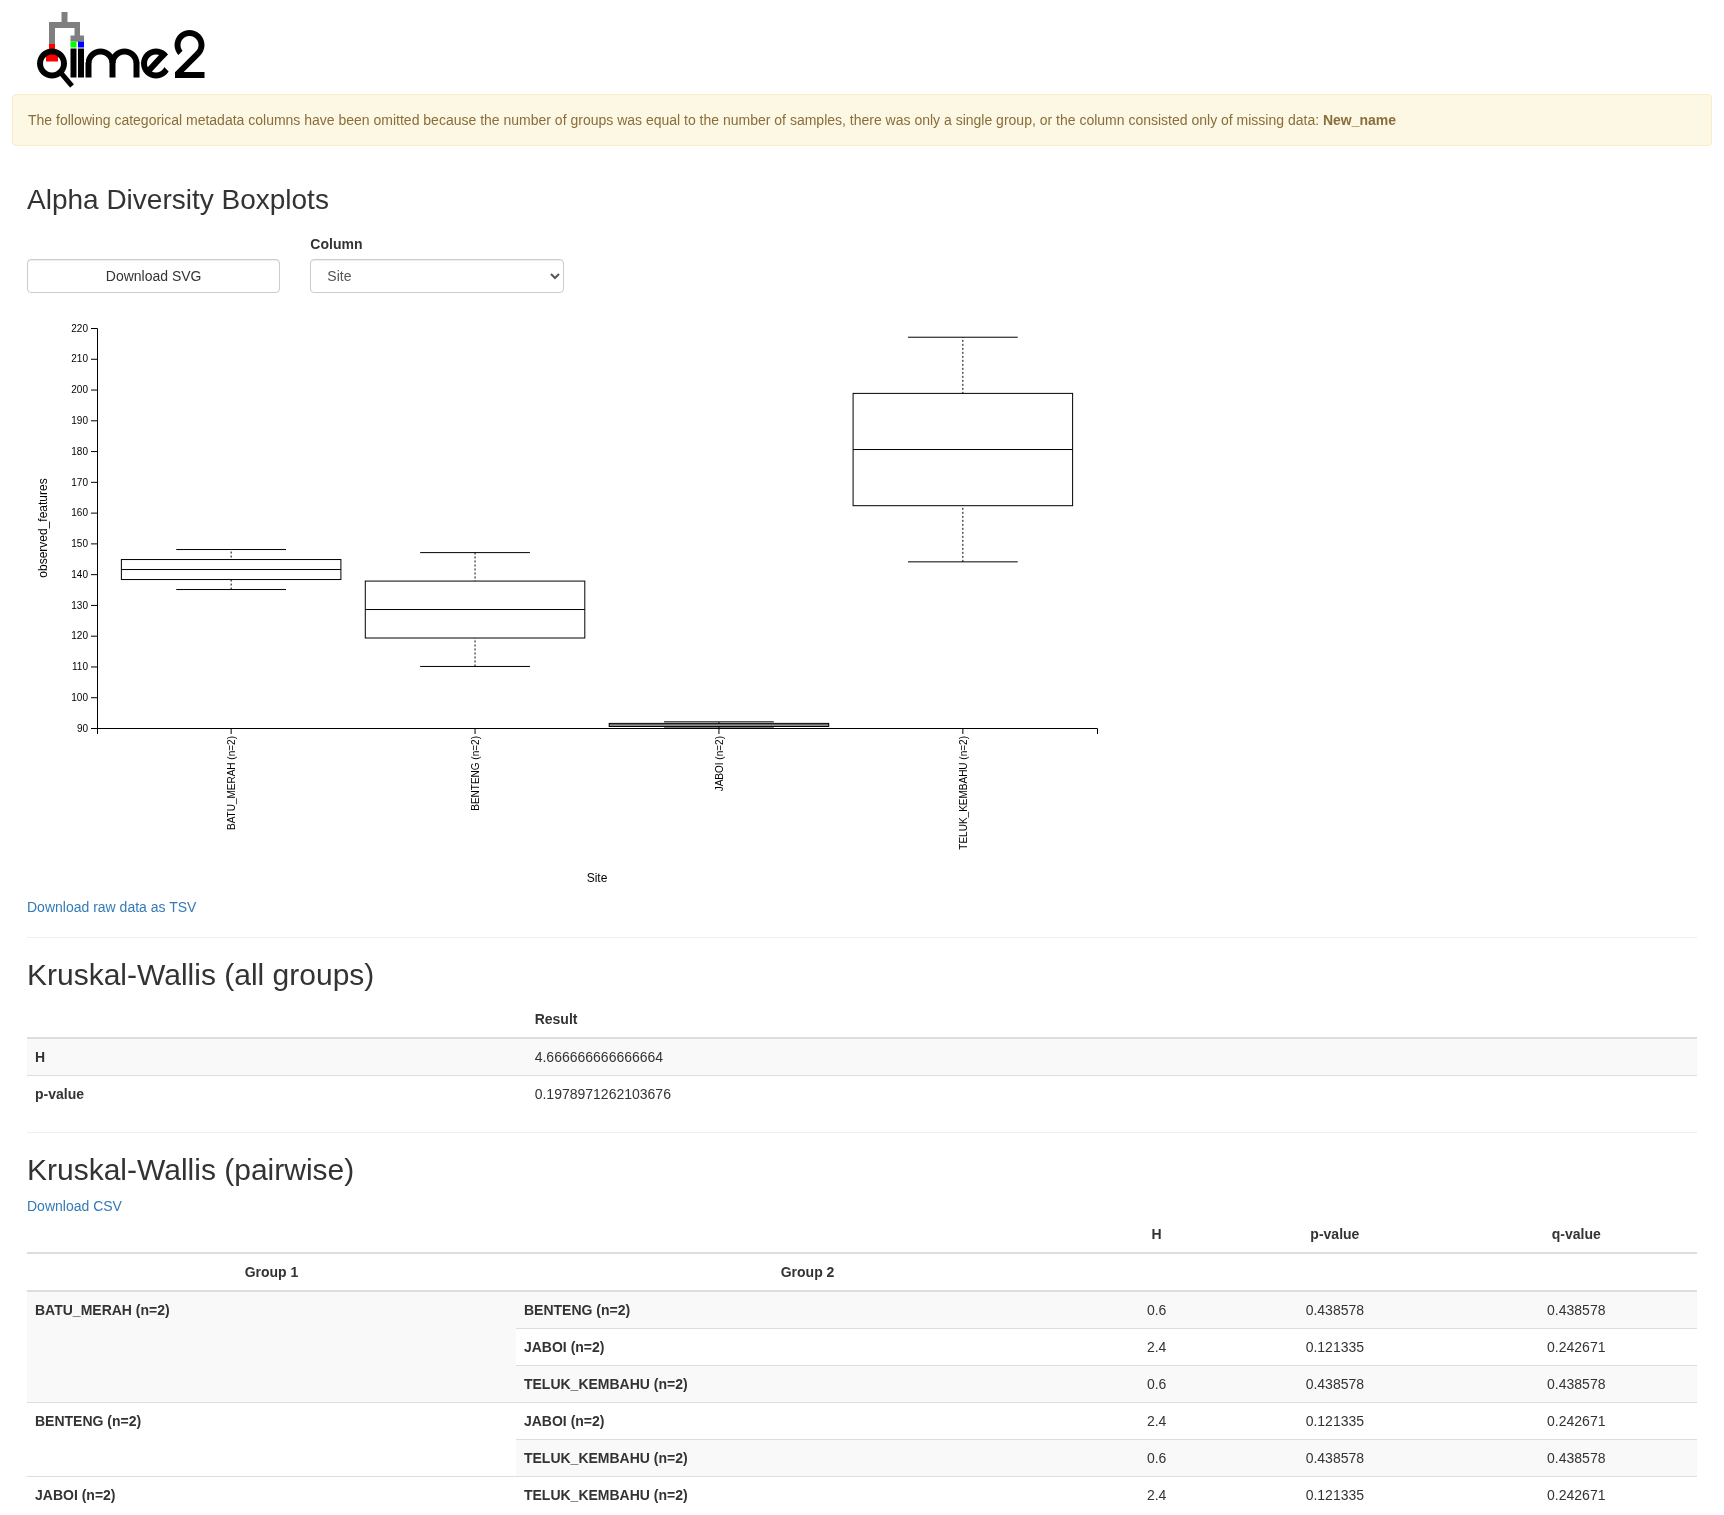 qiime2
The following categorical metadata columns have been omitted because the number of groups was equal to the number of samples, there was only a single group, or the column consisted only of missing data: New_name
Alpha Diversity Boxplots
Column
Download SVG
Site
220
210
200
190
180
170
160
150
140
130
120
110
100
90
observed_features
BATU_MERAH (n=2)
BENTENG (n=2)
JABOI (n=2)
TELUK_KEMBAHU (n=2)
Site
Download raw data as TSV
Kruskal-Wallis (all groups)
Result
H 4.666666666666664
p-value 0.1978971262103676
Kruskal-Wallis (pairwise)
Download CSV
H p-value q-value
Group 1 Group 2
BATU_MERAH (n=2) BENTENG (n=2) 0.6 0.438578 0.438578
JABOI (n=2) 2.4 0.121335 0.242671
TELUK_KEMBAHU (n=2) 0.6 0.438578 0.438578
BENTENG (n=2) JABOI (n=2) 2.4 0.121335 0.242671
TELUK_KEMBAHU (n=2) 0.6 0.438578 0.438578
JABOI (n=2) TELUK_KEMBAHU (n=2) 2.4 0.121335 0.242671